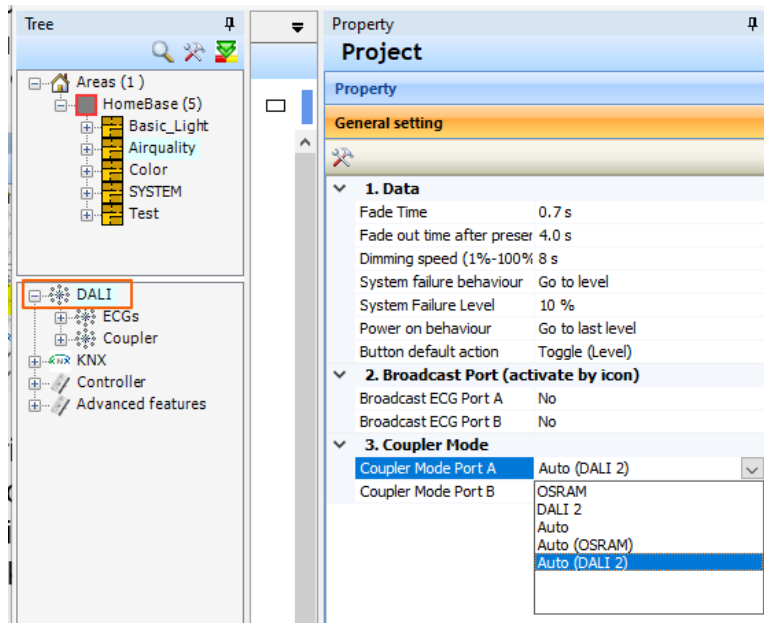 Tree
Areas (1 )
HomeBase (5)
Basic_Light
Airquality
Color
SYSTEM
Test
DALI
ECGs
Coupler
KNX
KNX
Controller
Advanced features
Property
Project
Property
General setting
1. Data
Fade Time 0.7 s
Fade out time after preser 4.0 s
Dimming speed (1%-100% 8 s
System failure behaviour Go to level
System Failure Level 10 %
Power on behaviour Go to last level
Button default action Toggle (Level)
2. Broadcast Port (activate by icon)
Broadcast ECG Port A No
Broadcast ECG Port B No
3. Coupler Mode
Coupler Mode Port A Auto (DALI 2)
Coupler Mode Port B
OSRAM
DALI 2
Auto
Auto (OSRAM)
Auto (DALI 2)